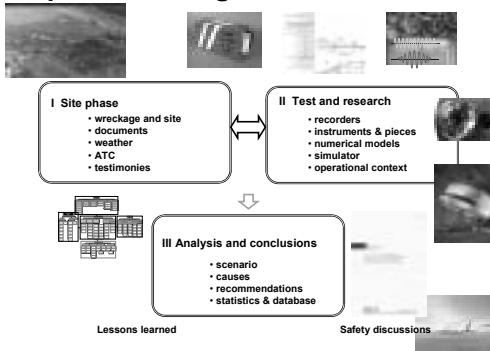 I Site phase
• wreckage and site
• documents
• weather
• ATC
• testimonies
II Test and research
• recorders
• instruments & pieces
• numerical models
• simulator
• operational context
III Analysis and conclusions
• scenario
• causes
• recommendations
• statistics & database
Lessons learned
Safety discussions